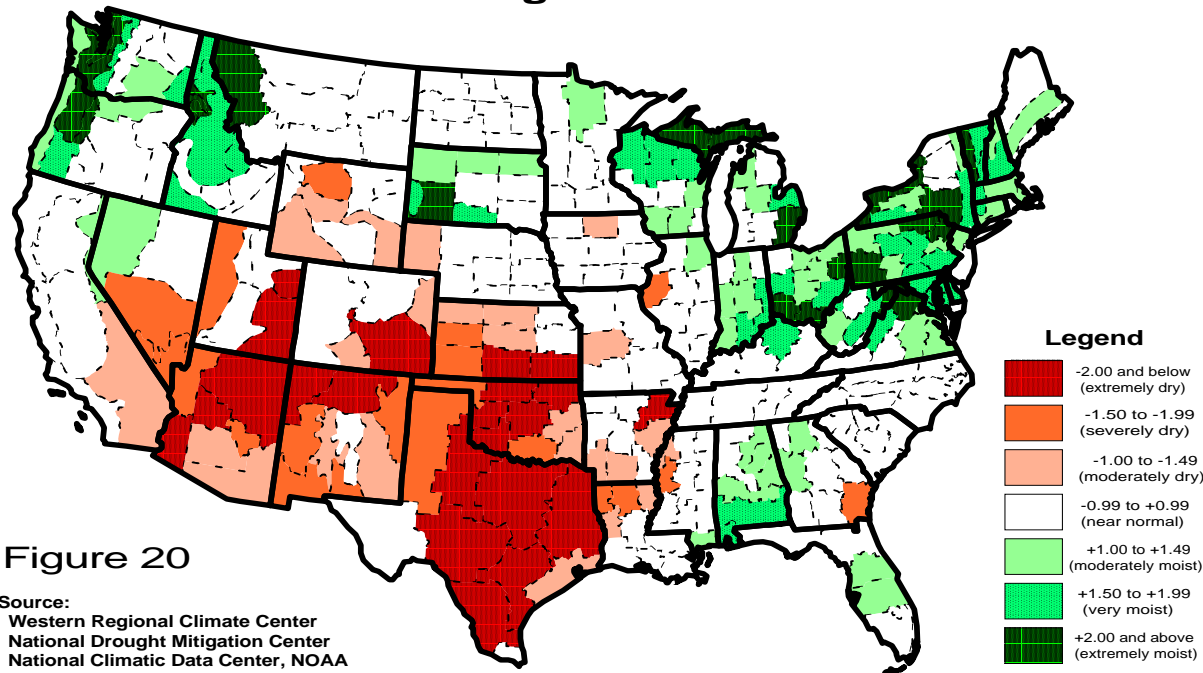 Legend
-2.00 and below
(extremely dry)
-1.50 to -1.99
(severely dry)
-1.00 to -1.49
(moderately dry)
-0.99 to +0.99
(near normal)
+1.00 to +1.49
(moderately moist)
+1.50 to +1.99
(very moist)
+2.00 and above
(extremely moist)
Figure 20
Source:
Western Regional Climate Center
National Drought Mitigation Center
National Climatic Data Center, NOAA